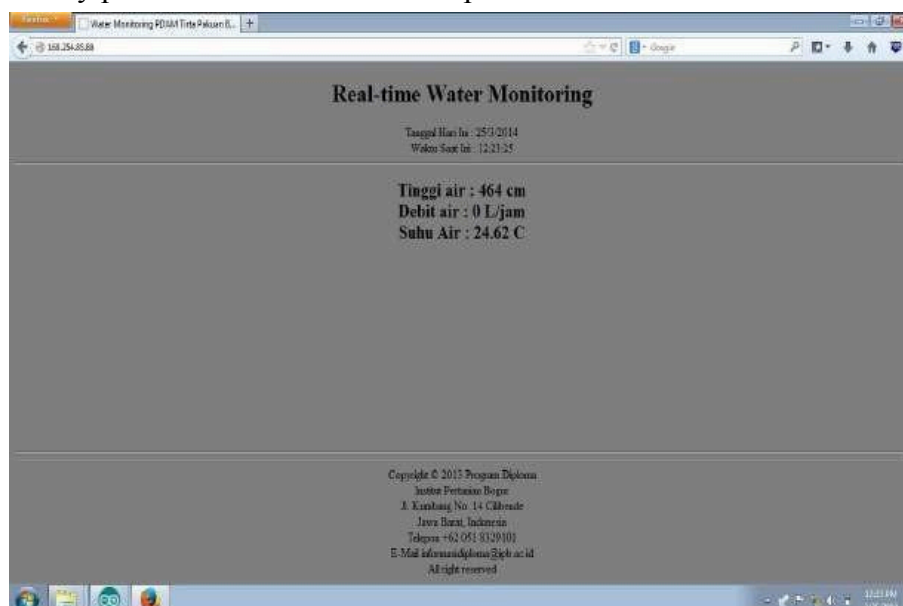 Water Monitoring PDAM Tirta Pakuan B...
Google
Real-time Water Monitoring
Tanggal Hari Ini : 25/3/2014
Waktu Saat Ini : 12:23:25
Tinggi air : 464 cm
Debit air : 0 L/jam
Suhu Air : 24.62 C
Copyright © 2013 Program Diploma
Institut Pertanian Bogor
Jl. Kumbang No. 14 Cilibende
Jawa Barat, Indonesia
Telepon +62 051 8329101
E-Mail informasidiploma@ipb.ac.id
All right reserved